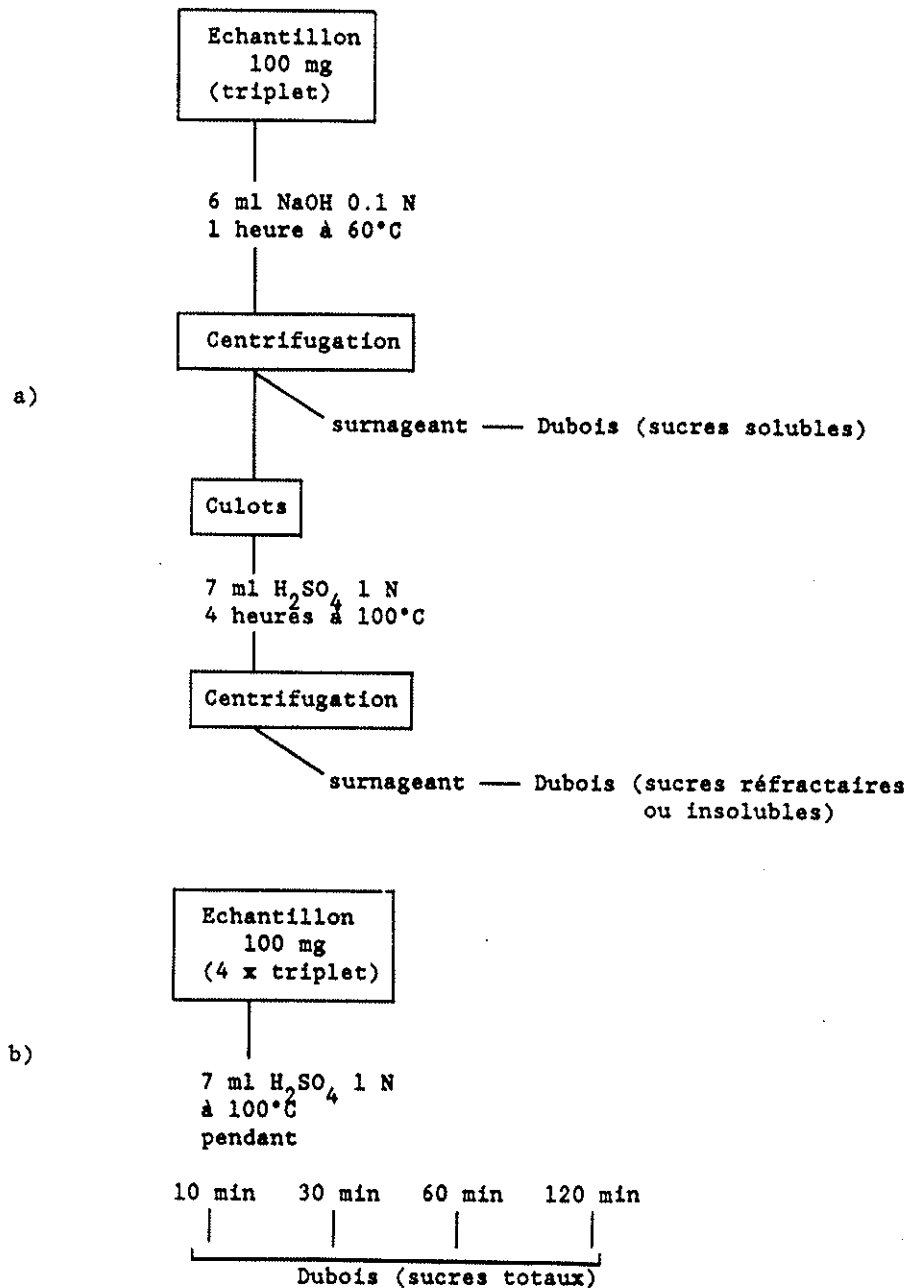 Echantillon
100 mg
(triplet)
6 ml NaOH 0.1 N
1 heure à 60°C
Centrifugation
a)
surnageant — Dubois (sucres solubles)
Culots
7 ml H2SO4 1 N
4 heures à 100°C
Centrifugation
surnageant — Dubois (sucres réfractaires
ou insolubles)
Echantillon
100 mg
(4 x triplet)
b)
7 ml H2SO4 1 N
à 100°C
pendant
10 min 30 min 60 min 120 min
Dubois (sucres totaux)